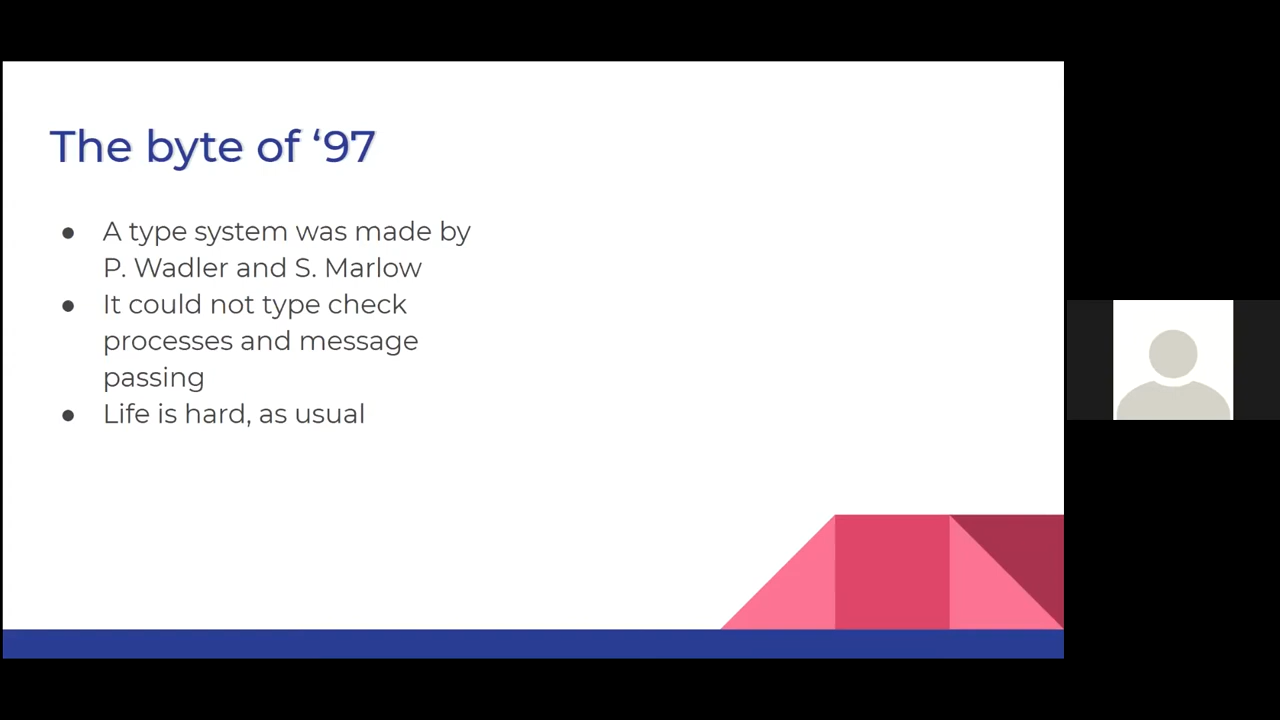 The byte of ‘97
● A type system was made by
P. Wadler and S. Marlow
● It could not type check
processes and message
passing
● Life is hard, as usual